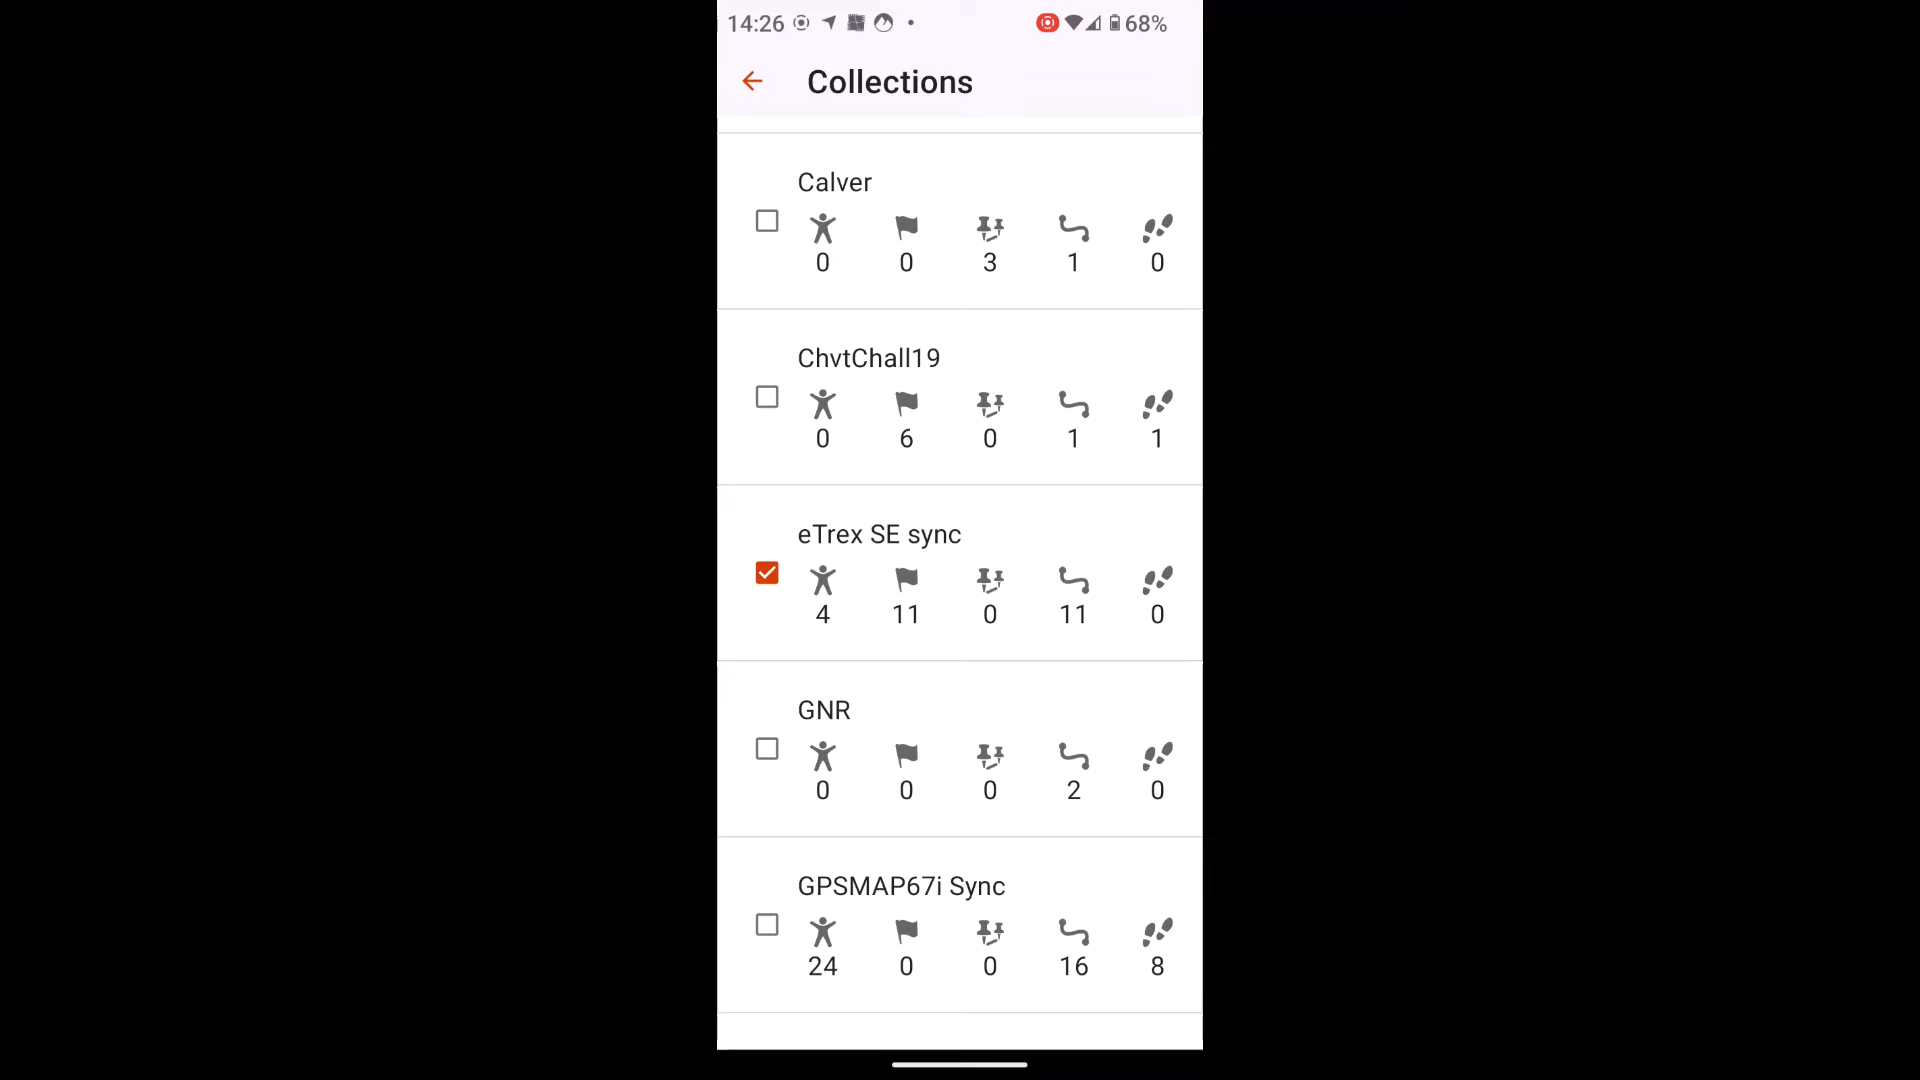 14:26 68%
Collections
Calver
0 0 3 1 0
ChvtChall19
0 6 0 1 1
eTrex SE sync
4 11 0 11 0
GNR
0 0 0 2 0
GPSMAP67i Sync
24 0 0 16 8